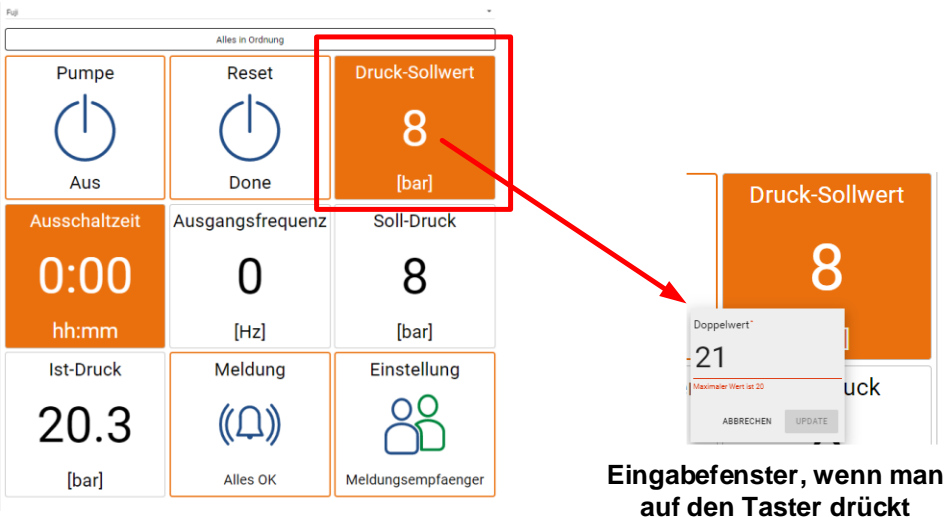 Fuji
Alles in Ordnung
Pumpe
Aus
Reset
Done
Druck-Sollwert
8
[bar]
Ausschaltzeit
0:00
hh:mm
Ausgangsfrequenz
0
[Hz]
Soll-Druck
8
[bar]
Ist-Druck
20.3
[bar]
Meldung
Alles OK
Einstellung
Meldungsempfaenger
Druck-Sollwert
8
Doppelwert*
21
Maximaler Wert ist 20
ABBRECHEN UPDATE
uck
Eingabefenster, wenn man
auf den Taster drückt